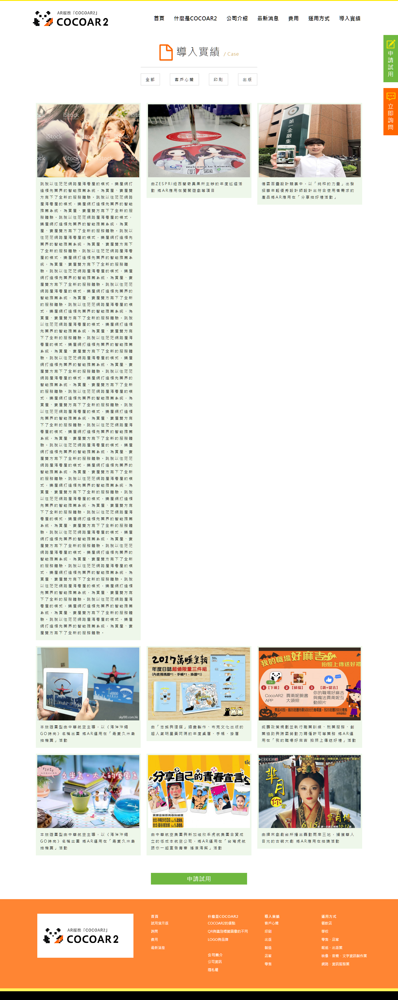 AR服務「COCOAR2」
COCOAR2
首頁 什麼是COCOAR2 公司介紹 最新消息 費用 運用方式 導入實績
申請試用
立即詢問
導入實績 / Case
全部 客戶心聲 印刷 出版
iStock
第一金融集
Welcome to Taiwan
跳脫以往茫茫網路屋海看屋的模式，樂屋網打
造領先業界的智能推薦系統，為買屋、賣屋雙
方寫下了全新的服務體驗。跳脫以往茫茫網路
屋海看屋的模式，樂屋網打造領先業界的智能
推薦系統，為買屋、賣屋雙方寫下了全新的服
務體驗。跳脫以往茫茫網路屋海看屋的模式，
樂屋網打造領先業界的智能推薦系統，為買
屋、賣屋雙方寫下了全新的服務體驗。跳脫以
往茫茫網路屋海看屋的模式，樂屋網打造領先
業界的智能推薦系統，為買屋、賣屋雙方寫下
了全新的服務體驗。跳脫以往茫茫網路屋海看
屋的模式，樂屋網打造領先業界的智能推薦系
統，為買屋、賣屋雙方寫下了全新的服務體
驗。跳脫以往茫茫網路屋海看屋的模式，樂屋
網打造領先業界的智能推薦系統，為買屋、賣
屋雙方寫下了全新的服務體驗。跳脫以往茫茫
網路屋海看屋的模式，樂屋網打造領先業界的
智能推薦系統，為買屋、賣屋雙方寫下了全新
的服務體驗。跳脫以往茫茫網路屋海看屋的模
式，樂屋網打造領先業界的智能推薦系統，為
買屋、賣屋雙方寫下了全新的服務體驗。跳脫
以往茫茫網路屋海看屋的模式，樂屋網打造領
先業界的智能推薦系統，為買屋、賣屋雙方寫
下了全新的服務體驗。跳脫以往茫茫網路屋海
看屋的模式，樂屋網打造領先業界的智能推薦
系統，為買屋、賣屋雙方寫下了全新的服務體
驗。跳脫以往茫茫網路屋海看屋的模式，樂屋
網打造領先業界的智能推薦系統，為買屋、賣
屋雙方寫下了全新的服務體驗。跳脫以往茫茫
網路屋海看屋的模式，樂屋網打造領先業界的
智能推薦系統，為買屋、賣屋雙方寫下了全新
的服務體驗。跳脫以往茫茫網路屋海看屋的模
式，樂屋網打造領先業界的智能推薦系統，為
買屋、賣屋雙方寫下了全新的服務體驗。跳脫
以往茫茫網路屋海看屋的模式，樂屋網打造領
先業界的智能推薦系統，為買屋、賣屋雙方寫
下了全新的服務體驗。跳脫以往茫茫網路屋海
看屋的模式，樂屋網打造領先業界的智能推薦
系統，為買屋、賣屋雙方寫下了全新的服務體
驗。跳脫以往茫茫網路屋海看屋的模式，樂屋
網打造領先業界的智能推薦系統，為買屋、賣
屋雙方寫下了全新的服務體驗。跳脫以往茫茫
網路屋海看屋的模式，樂屋網打造領先業界的
智能推薦系統，為買屋、賣屋雙方寫下了全新
的服務體驗。跳脫以往茫茫網路屋海看屋的模
式，樂屋網打造領先業界的智能推薦系統，為
買屋、賣屋雙方寫下了全新的服務體驗。跳脫
以往茫茫網路屋海看屋的模式，樂屋網打造領
先業界的智能推薦系統，為買屋、賣屋雙方寫
下了全新的服務體驗。跳脫以往茫茫網路屋海
看屋的模式，樂屋網打造領先業界的智能推薦
系統，為買屋、賣屋雙方寫下了全新的服務體
驗。跳脫以往茫茫網路屋海看屋的模式，樂屋
網打造領先業界的智能推薦系統，為買屋、賣
屋雙方寫下了全新的服務體驗。跳脫以往茫茫
網路屋海看屋的模式，樂屋網打造領先業界的
智能推薦系統，為買屋、賣屋雙方寫下了全新
的服務體驗。跳脫以往茫茫網路屋海看屋的模
式，樂屋網打造領先業界的智能推薦系統，為
買屋、賣屋雙方寫下了全新的服務體驗。跳脫
以往茫茫網路屋海看屋的模式，樂屋網打造領
先業界的智能推薦系統，為買屋、賣屋雙方寫
下了全新的服務體驗。跳脫以往茫茫網路屋海
看屋的模式，樂屋網打造領先業界的智能推薦
系統，為買屋、賣屋雙方寫下了全新的服務體
驗。跳脫以往茫茫網路屋海看屋的模式，樂屋
網打造領先業界的智能推薦系統，為買屋、賣
屋雙方寫下了全新的服務體驗。
由ZESPRI紐西蘭奇異果所主辦的年度巡迴活
動 將AR應用在闖關遊戲等項目
德國百靈設計競賽中，以「純粹的力量」出發
招募年輕優秀設計師設計出符合使用者需求的
產品將AR應用在「分享抽好禮活動」
sky100.com.hk
2017萬睡皇朝
年度日誌超值限量三件組
(內含瑪瑪曆*1、手帳*1、掛曆*1)
我的職場好麻吉
拍照上傳送好禮
1【下載】 2【掃描】 3【讚+留言】
CocoAR2
APP
賈南妮臉書
大頭照
你的職場好麻吉
與魔法賈南妮互
動照片
獎品40份，前20名贈市價500元行動電源，另20名贈200元禮券
本旅遊團型由中華航空主導，以《海洋沖繩
GO時尚》名稱出團 將AR運用在「最愛久米島
抽機票」活動
由「志銘與狸貓」插畫製作、布克文化出版的
超人氣明星黃阿瑪的年度桌曆．手帳．掛曆
統籌政策規劃並執行職業訓練、就業服務、創
業協助與跨國勞動力聘僱許可等業務 將AR運
用在「我的職場好麻吉 拍照上傳送好禮」活動
久米島。大人的療癒系
分享自己的青春宣言
貢寮音樂祭青春吶喊價
1,299
1,388
羋月
換你當
羋月傳
6/15
本旅遊團型由中華航空主導，以《海洋沖繩
GO時尚》名稱出團 將AR運用在「最愛久米島
抽機票」活動
由中華航空集團與新加坡欣豐虎航集團合資成
立的低成本航空公司，將AR運用在「台灣虎航
跟你一起宣告青春 搖滾海祭」活動
由緯來戲劇台所播出轟動兩岸三地，捕獲華人
目光的古裝大劇 將AR應用在抽獎活動
申請試用
AR服務「COCOAR2」
COCOAR2
首頁
試用演示版
詢問
費用
最新消息
什麼是COCOAR2
COCOAR2的優點
QR與識別標籤圖像的不同
LOGO與品牌
公司簡介
公司資訊
隱私權
導入實績
客戶心聲
印刷
出版
製造
店家
零售
運用方式
餐飲店
學校
零售．店家
報紙．出版業
映像．音聲．文字資訊製作業
網路．資訊服務業